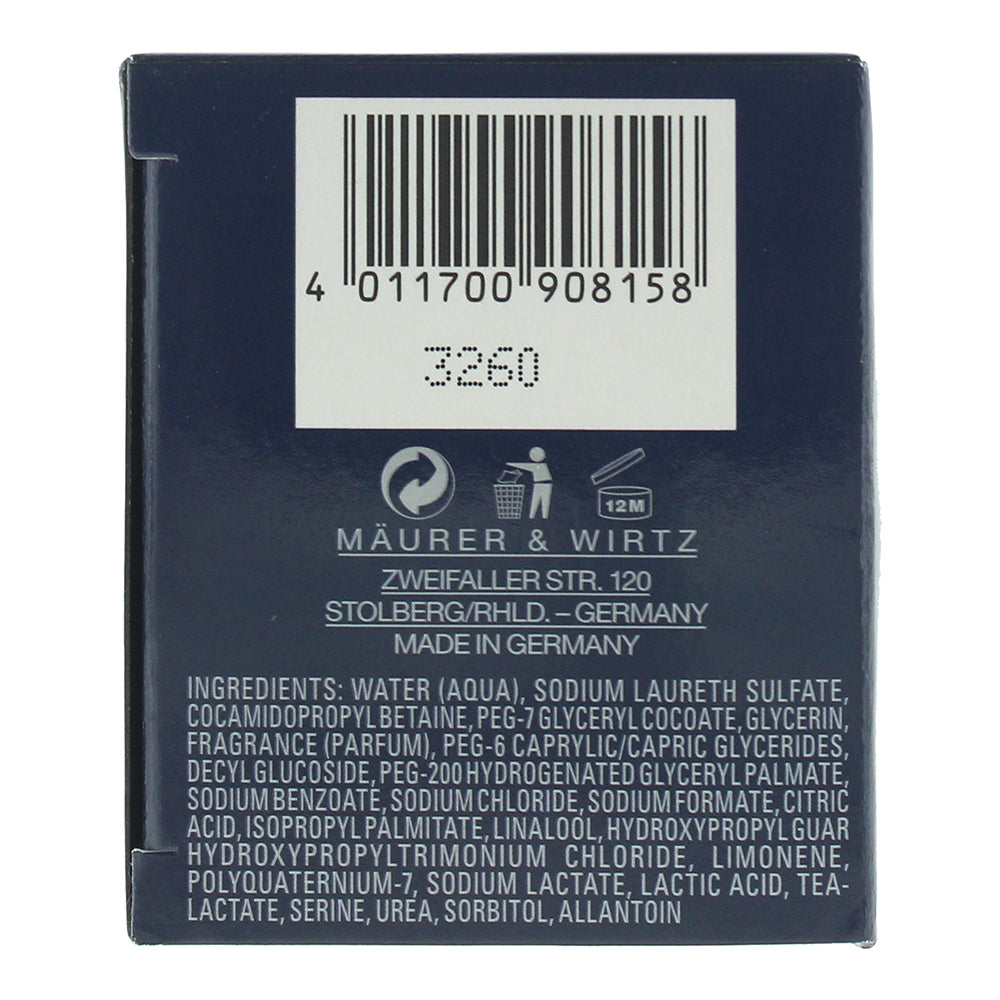 4 011700 908158
3260
12M
MÄURER & WIRTZ
ZWEIFALLER STR. 120
STOLBERG/RHLD. – GERMANY
MADE IN GERMANY
INGREDIENTS: WATER (AQUA), SODIUM LAURETH SULFATE,
COCAMIDOPROPYL BETAINE, PEG-7 GLYCERYL COCOATE, GLYCERIN,
FRAGRANCE (PARFUM), PEG-6 CAPRYLIC/CAPRIC GLYCERIDES,
DECYL GLUCOSIDE, PEG-200 HYDROGENATED GLYCERYL PALMATE,
SODIUM BENZOATE, SODIUM CHLORIDE, SODIUM FORMATE, CITRIC
ACID, ISOPROPYL PALMITATE, LINALOOL, HYDROXYPROPYL GUAR
HYDROXYPROPYLTRIMONIUM CHLORIDE, LIMONENE,
POLYQUATERNIUM-7, SODIUM LACTATE, LACTIC ACID, TEA-
LACTATE, SERINE, UREA, SORBITOL, ALLANTOIN